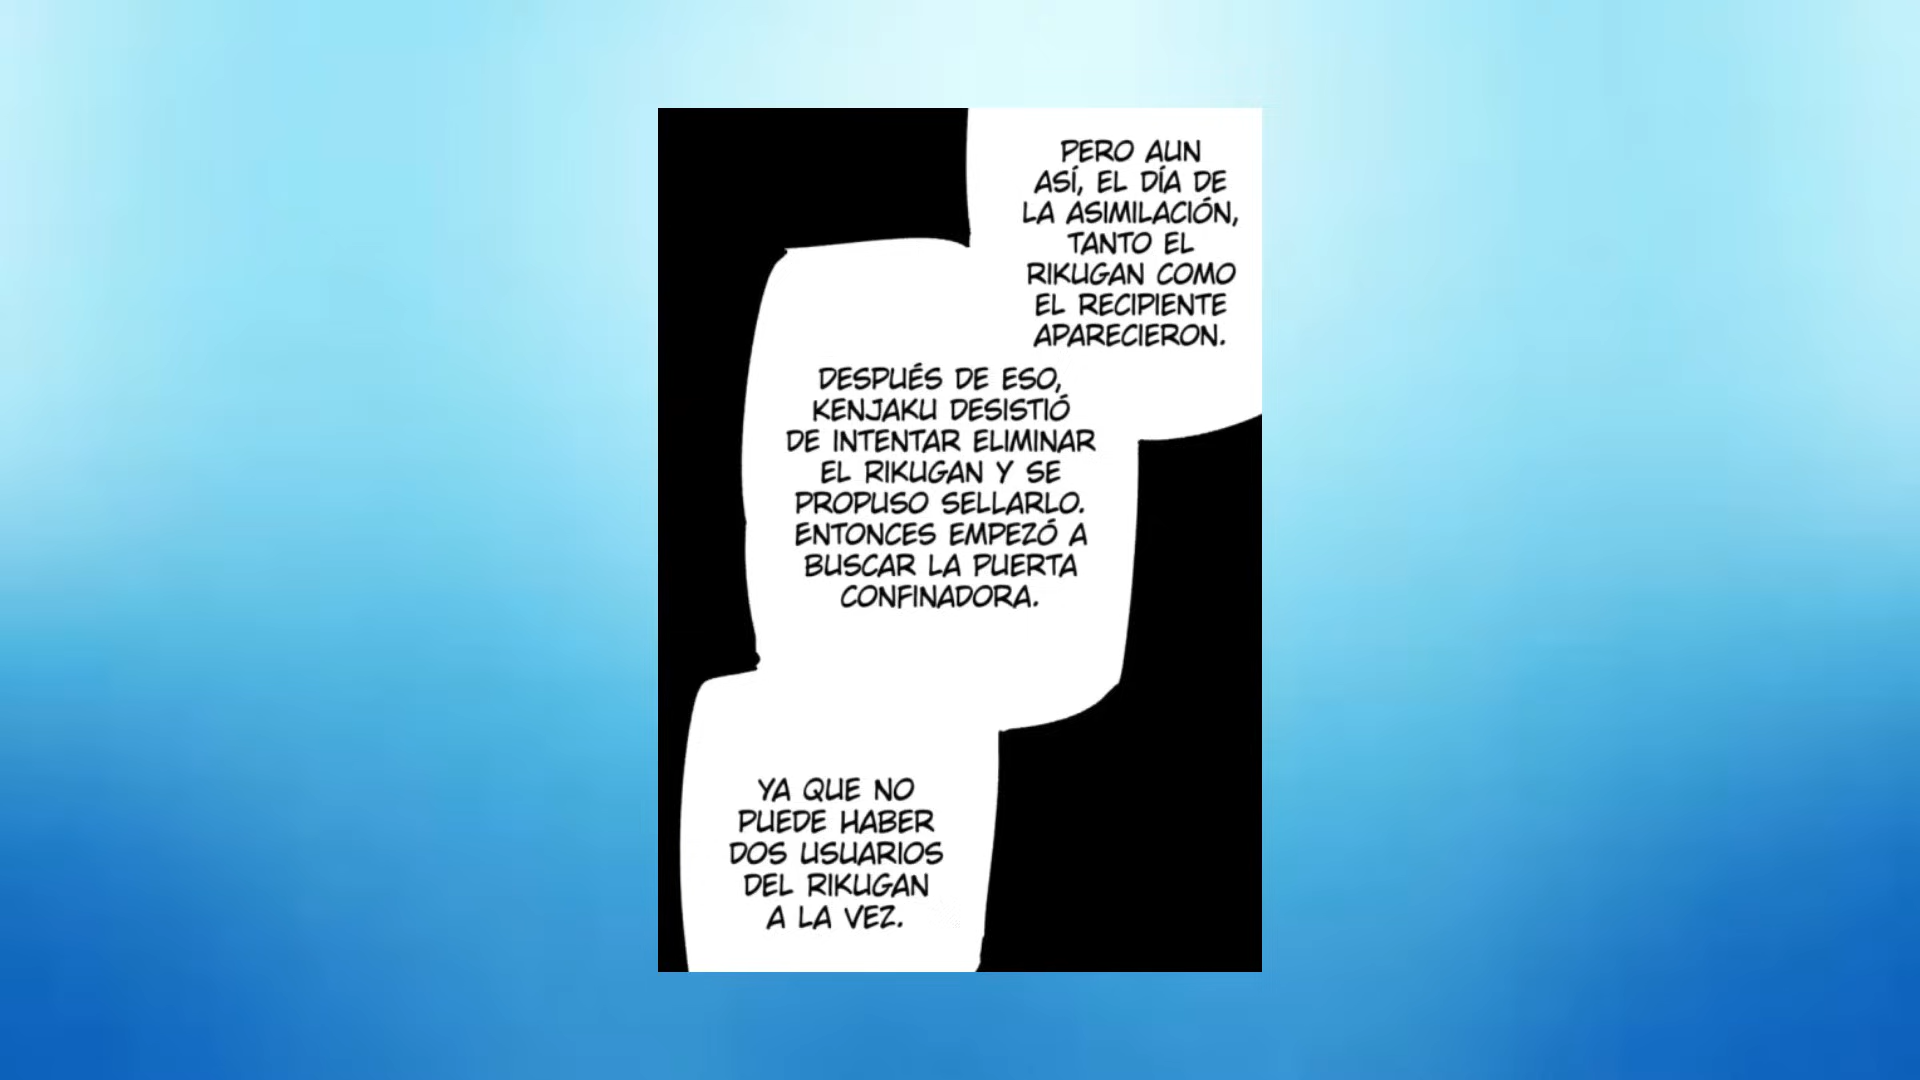 PERO AUN
ASÍ, EL DÍA DE
LA ASIMILACIÓN,
TANTO EL
RIKUGAN COMO
EL RECIPIENTE
APARECIERON.
DESPUÉS DE ESO,
KENJAKU DESISTIÓ
DE INTENTAR ELIMINAR
EL RIKUGAN Y SE
PROPUSO SELLARLO.
ENTONCES EMPEZÓ A
BUSCAR LA PUERTA
CONFINADORA.
YA QUE NO
PUEDE HABER
DOS USUARIOS
DEL RIKUGAN
A LA VEZ.